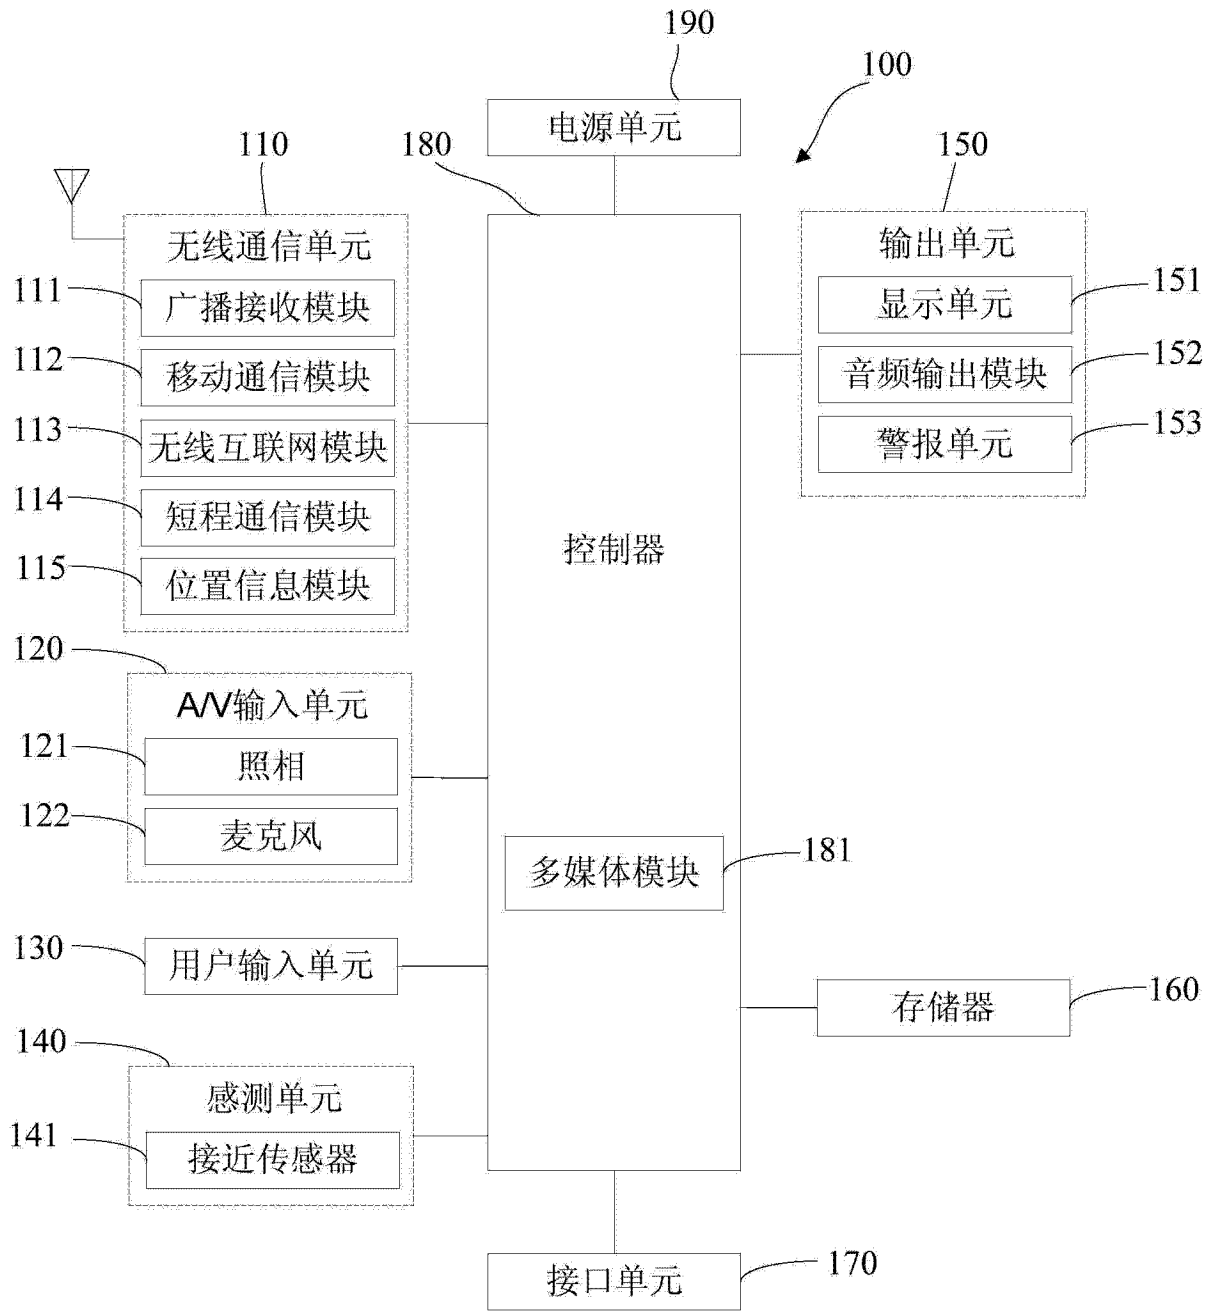 190
100
电源单元
110
180
150
无线通信单元
输出单元
111
广播接收模块
显示单元
151
112
移动通信模块
音频输出模块
152
113
无线互联网模块
警报单元
153
114
短程通信模块
控制器
115
位置信息模块
120
A/V输入单元
121
照相
122
麦克风
多媒体模块
181
130
用户输入单元
存储器
160
140
感测单元
141
接近传感器
接口单元
170